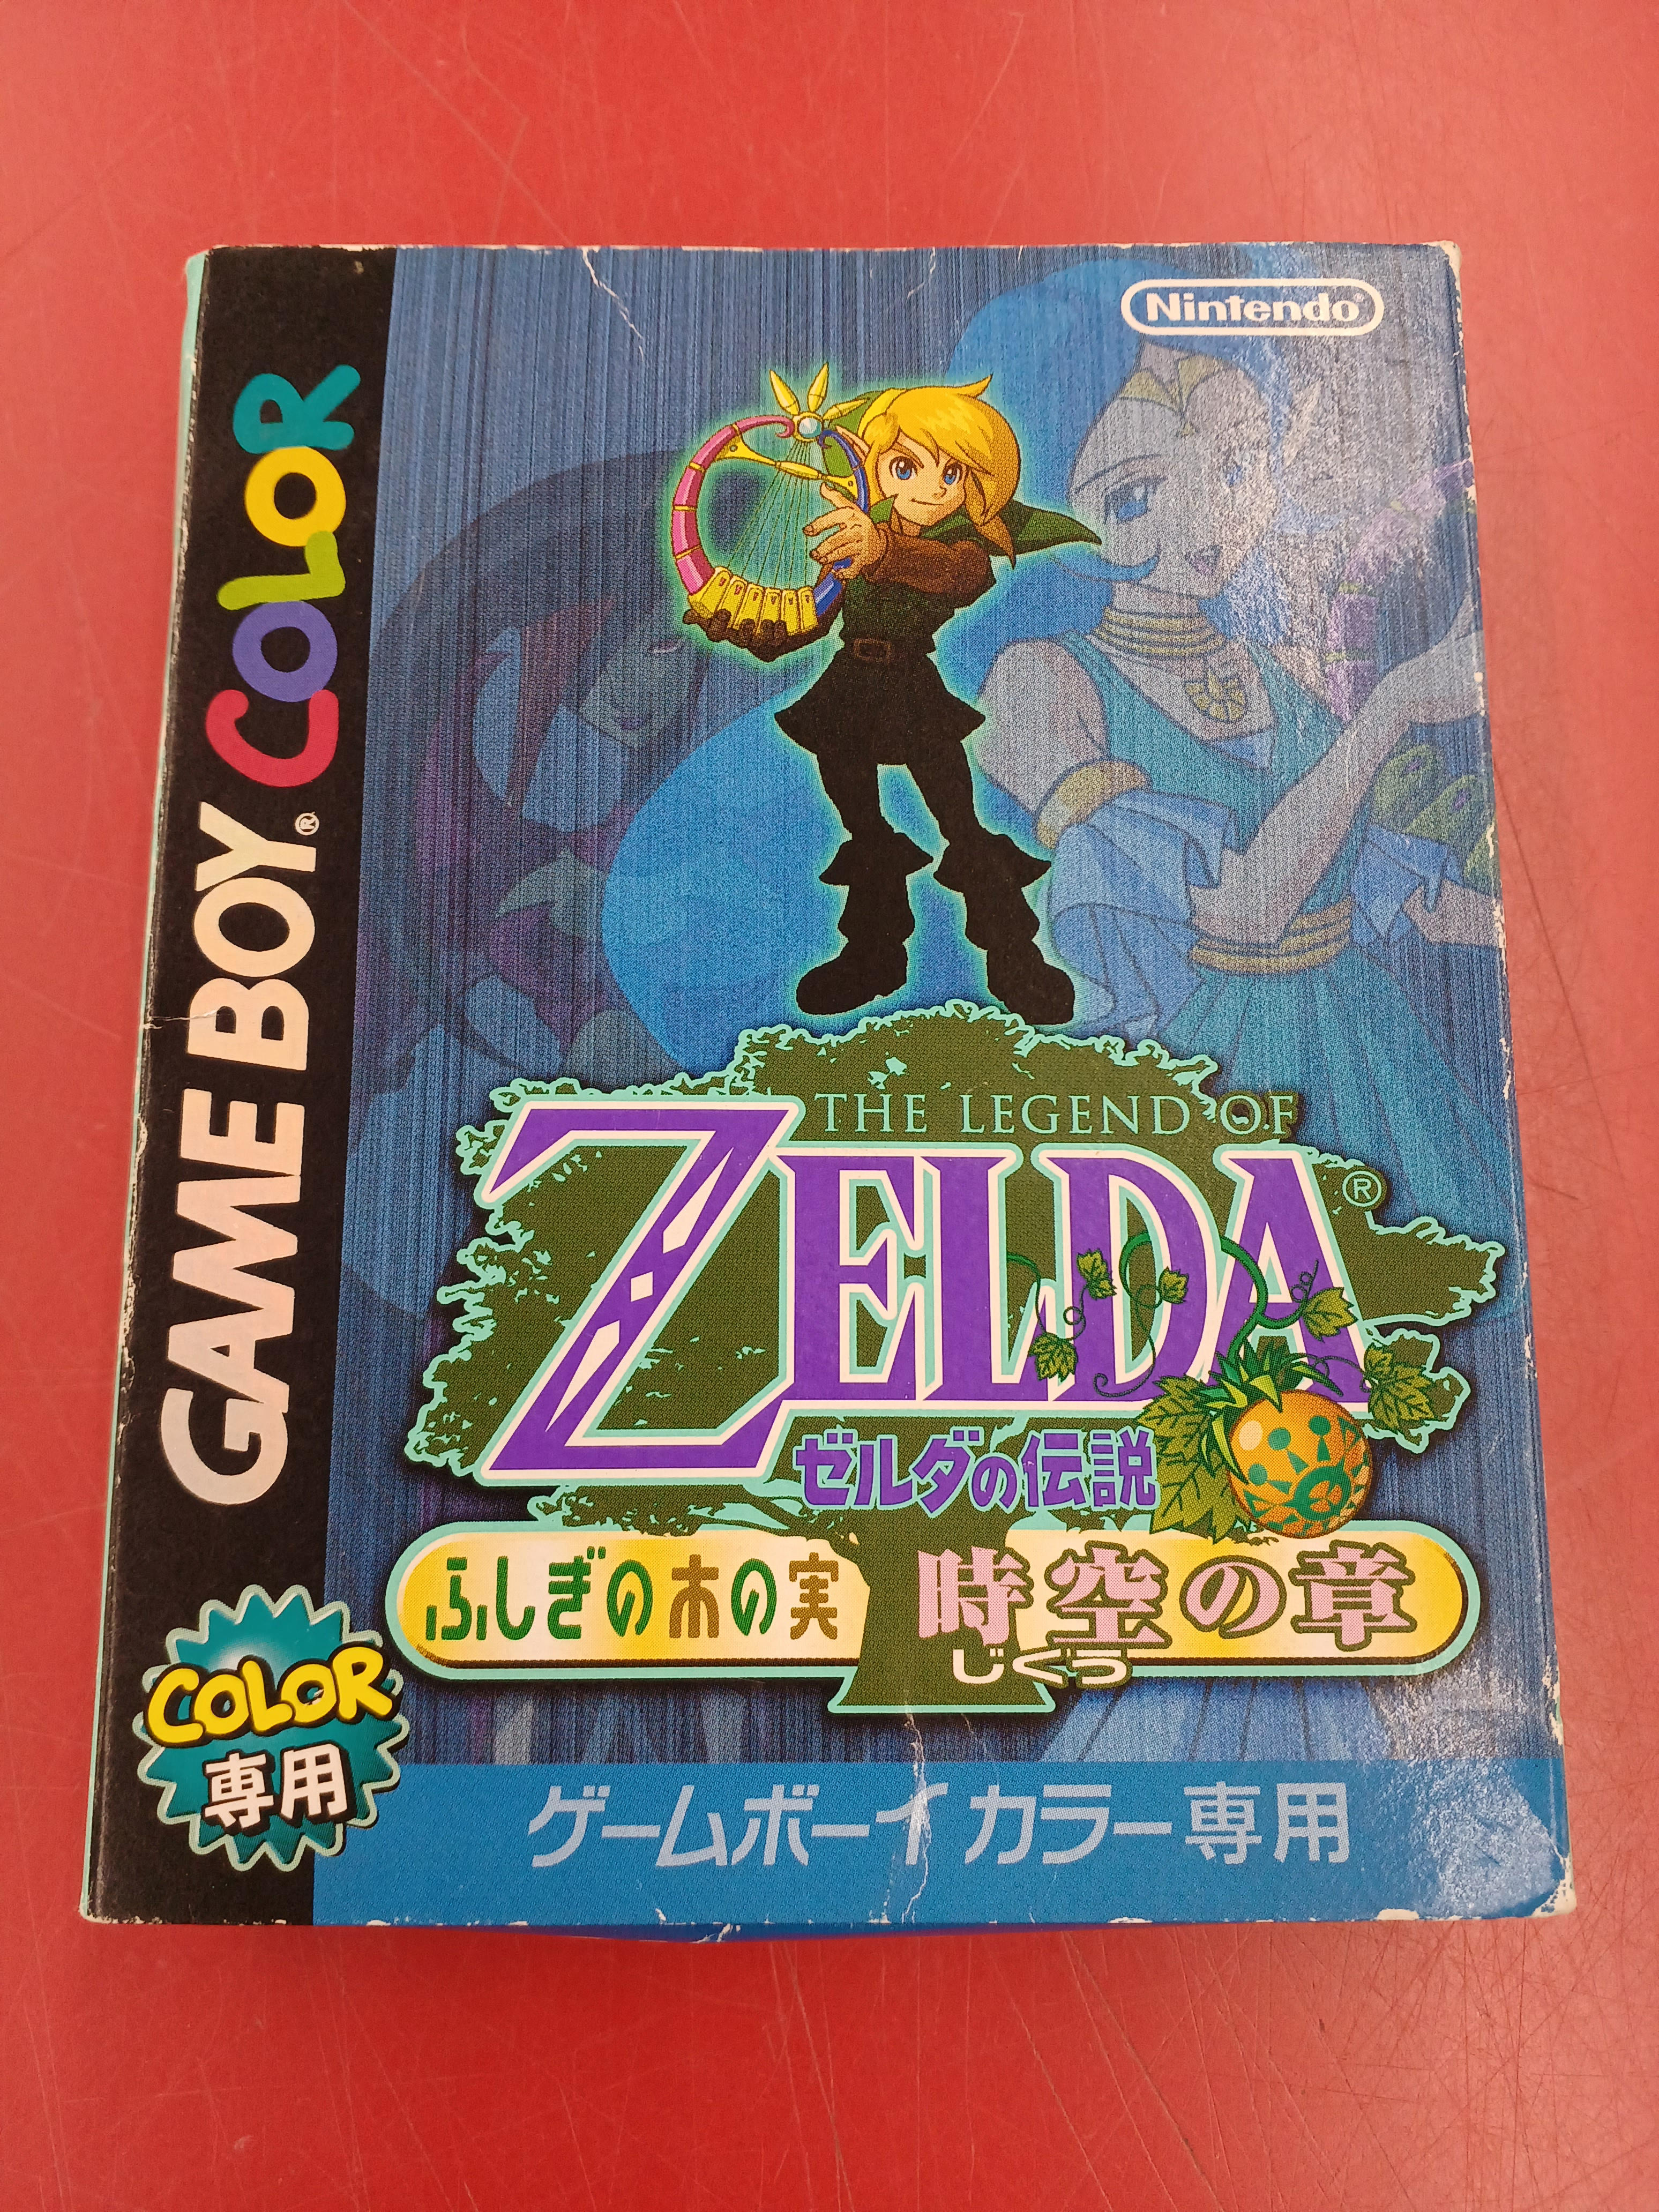 Nintendo®
GAME BOY® COLOR
THE LEGEND OF
ZELDA®
ゼルダの伝説
ふしぎの木の実 時空の章
じくう
COLOR
専用
ゲームボーイカラー専用